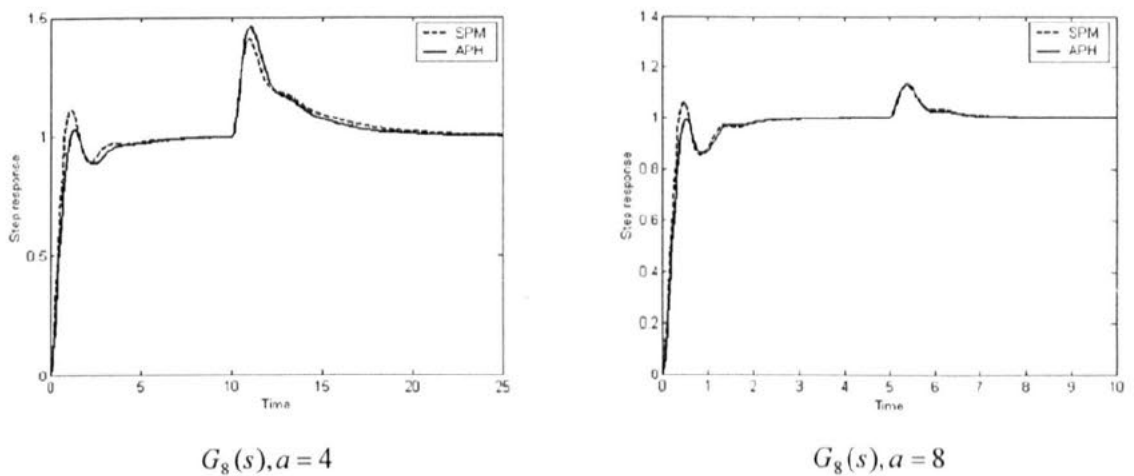 1.5
1
0.5
0
Step response
SPM
APH
0
5
10
15
20
25
Time
G₈(s), a = 4
1.4
1.2
1
0.8
0.6
0.4
0.2
0
Step response
SPM
APH
0
1
2
3
4
5
6
7
8
9
10
Time
G₈(s), a = 8